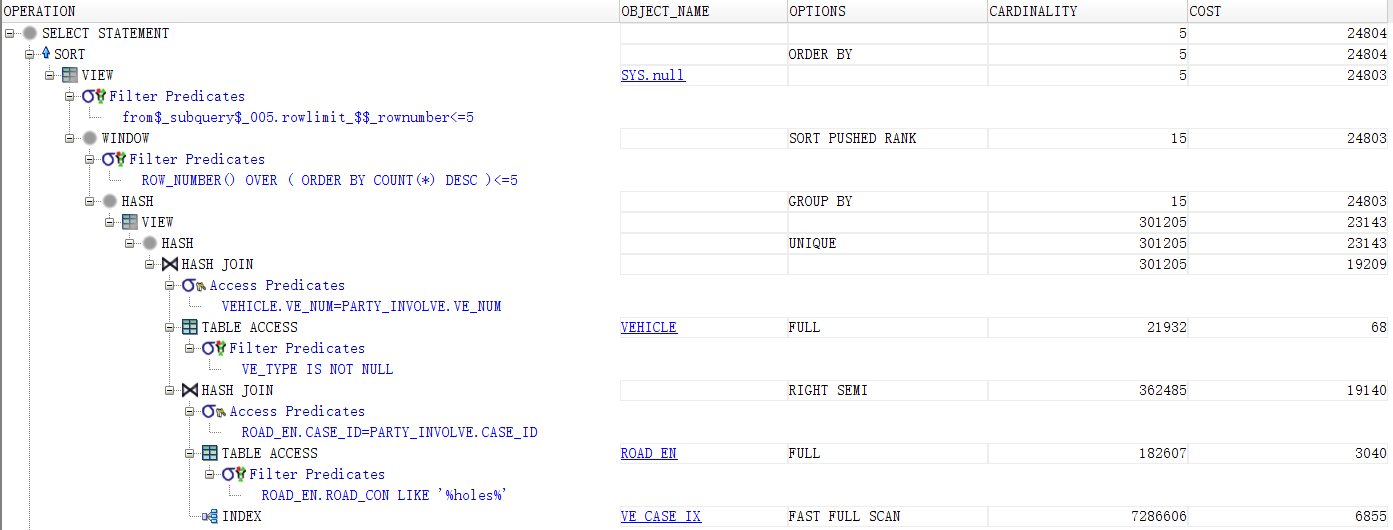 OPERATION OBJECT_NAME OPTIONS CARDINALITY COST
SELECT STATEMENT 5 24804
SORT ORDER BY 5 24804
VIEW SYS.null 5 24803
Filter Predicates
from$_subquery$_005.rowlimit_$$_rownumber<=5
WINDOW SORT PUSHED RANK 15 24803
Filter Predicates
ROW_NUMBER() OVER ( ORDER BY COUNT(*) DESC )<=5
HASH GROUP BY 15 24803
VIEW 301205 23143
HASH UNIQUE 301205 23143
HASH JOIN 301205 19209
Access Predicates
VEHICLE.VE_NUM=PARTY_INVOLVE.VE_NUM
TABLE ACCESS VEHICLE FULL 21932 68
Filter Predicates
VE_TYPE IS NOT NULL
HASH JOIN RIGHT SEMI 362485 19140
Access Predicates
ROAD_EN.CASE_ID=PARTY_INVOLVE.CASE_ID
TABLE ACCESS ROAD_EN FULL 182607 3040
Filter Predicates
ROAD_EN.ROAD_CON LIKE '%holes%'
INDEX VE_CASE_IX FAST FULL SCAN 7286606 6855